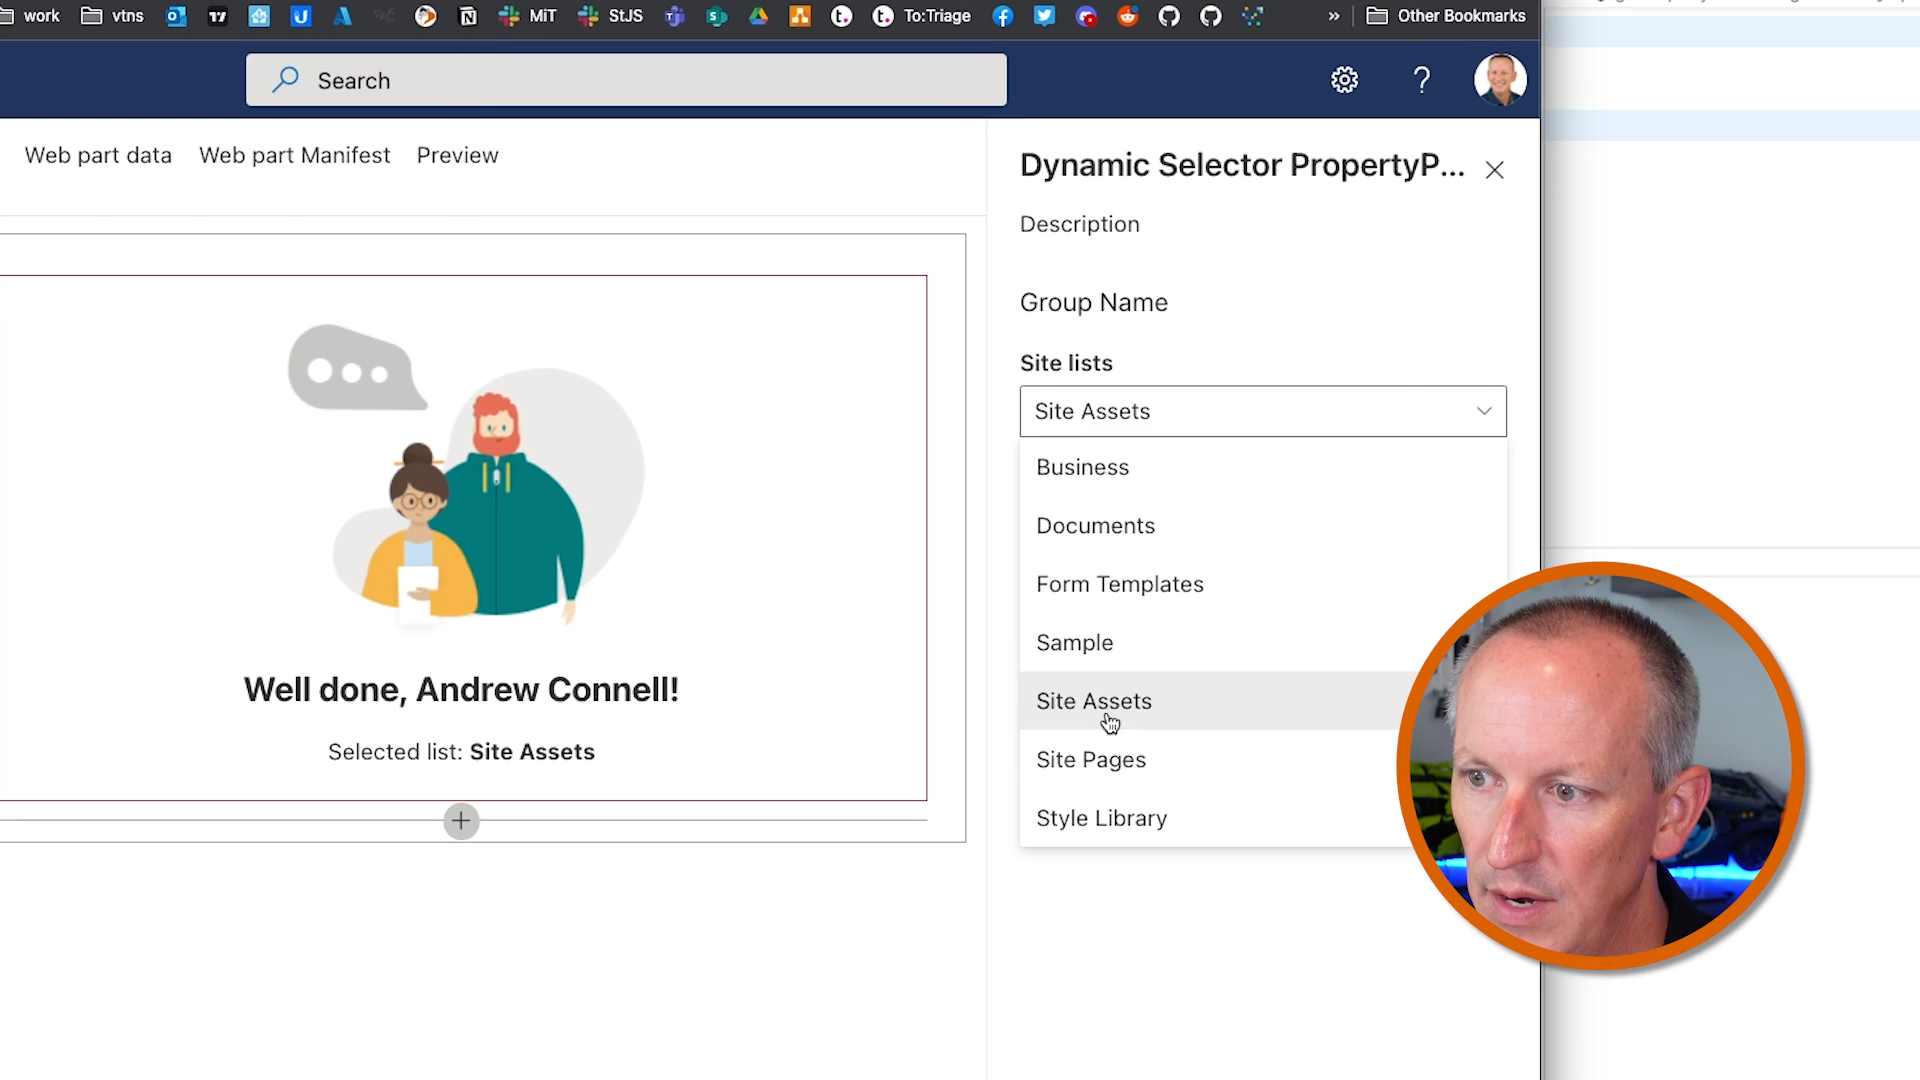 work
vtns
MiT
StJS
To:Triage
»
Other Bookmarks
Search
?
Web part data
Web part Manifest
Preview
Dynamic Selector PropertyP...
Description
Group Name
Site lists
Site Assets
Business
Documents
Form Templates
Sample
Site Assets
Site Pages
Style Library
Well done, Andrew Connell!
Selected list: Site Assets